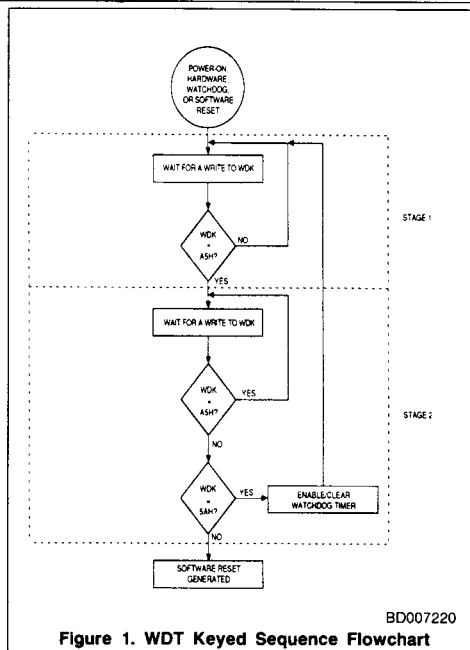 POWER-ON,
HARDWARE,
WATCHDOG,
OR SOFTWARE
RESET
WAIT FOR A WRITE TO WDK
STAGE 1
WDK
=
A5H?
NO
YES
WAIT FOR A WRITE TO WDK
WDK
=
A5H?
YES
STAGE 2
NO
WDK
=
5AH?
YES
ENABLE/CLEAR
WATCHDOG TIMER
NO
SOFTWARE RESET
GENERATED
BD007220
Figure 1. WDT Keyed Sequence Flowchart